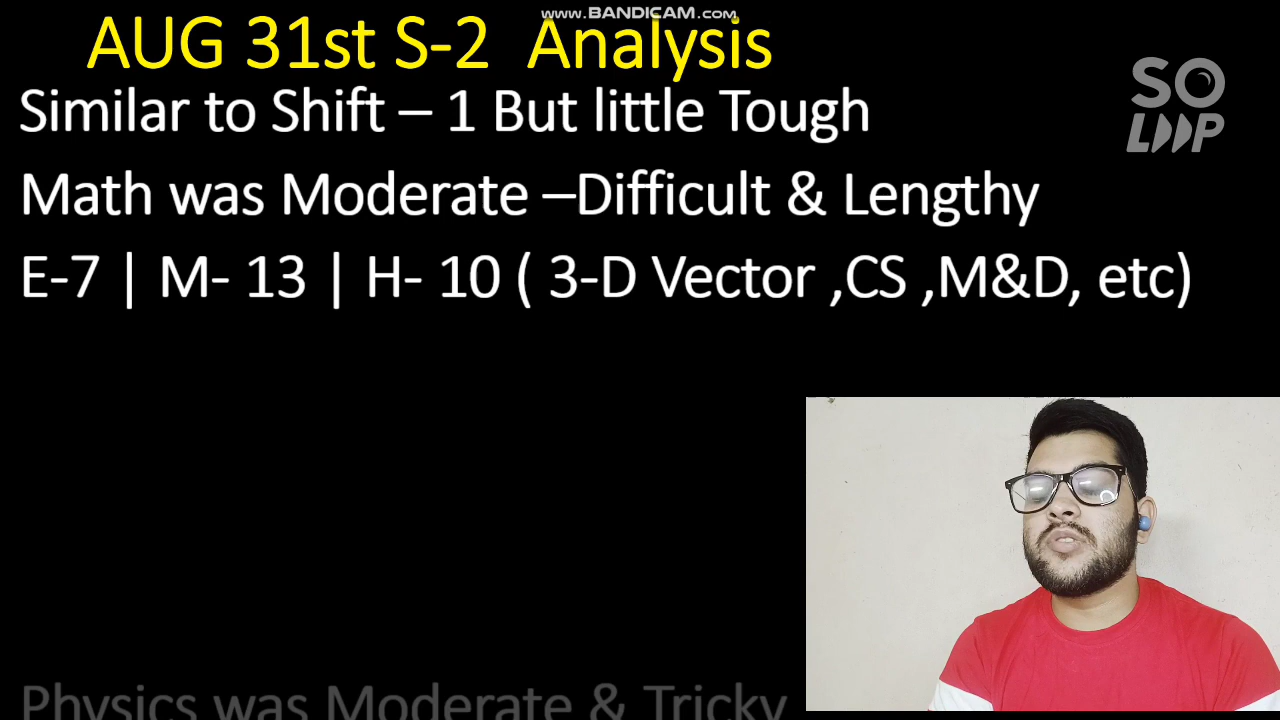 www.BANDICAM.com
AUG 31st S-2 Analysis
SO
LOOP
Similar to Shift – 1 But little Tough
Math was Moderate –Difficult & Lengthy
E-7 | M- 13 | H- 10 ( 3-D Vector ,CS ,M&D, etc)
Physics was Moderate & Tricky